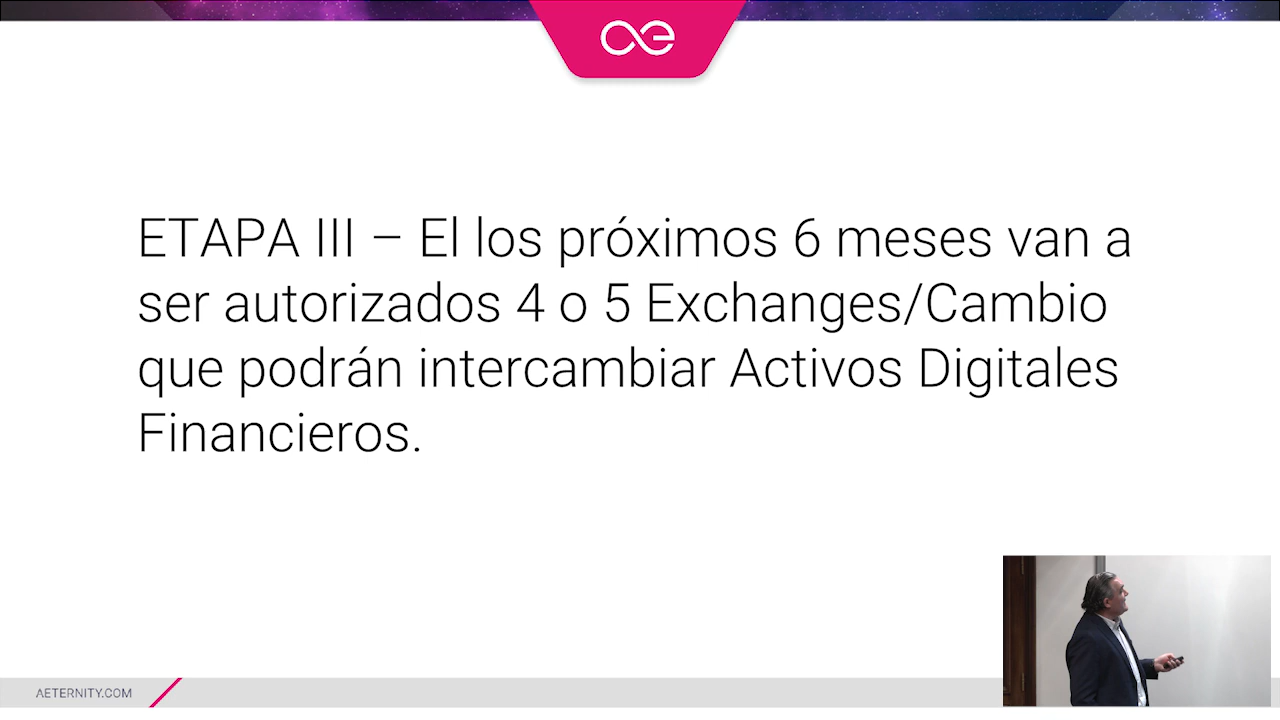 ETAPA III – El los próximos 6 meses van a
ser autorizados 4 o 5 Exchanges/Cambio
que podrán intercambiar Activos Digitales
Financieros.
AETERNITY.COM